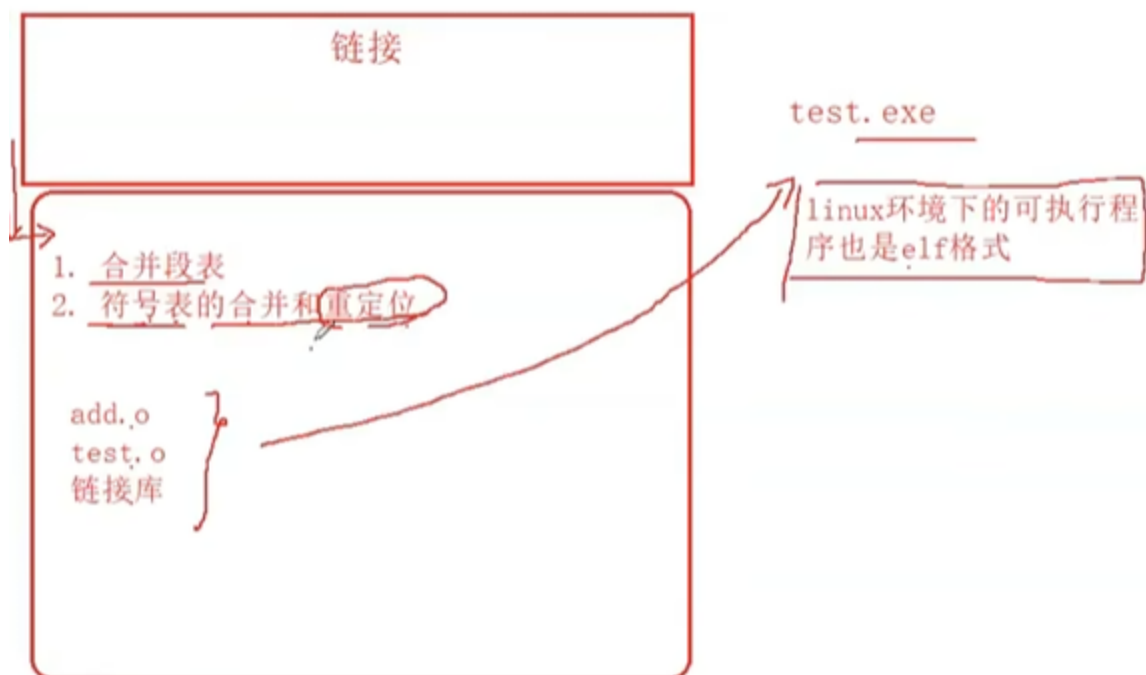 链接
test.exe
linux环境下的可执行程
序也是elf格式
1. 合并段表
2. 符号表的合并和重定位
add.o
test.o
链接库